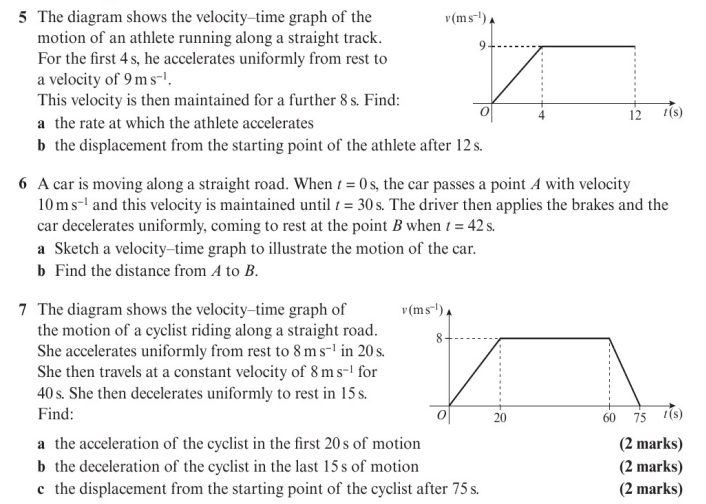 5 The diagram shows the velocity–time graph of the
motion of an athlete running along a straight track.
For the first 4 s, he accelerates uniformly from rest to
a velocity of 9 m s⁻¹.
This velocity is then maintained for a further 8 s. Find:
a the rate at which the athlete accelerates
b the displacement from the starting point of the athlete after 12 s.
v (m s⁻¹)
9
O 4 12 t (s)
6 A car is moving along a straight road. When t = 0 s, the car passes a point A with velocity
10 m s⁻¹ and this velocity is maintained until t = 30 s. The driver then applies the brakes and the
car decelerates uniformly, coming to rest at the point B when t = 42 s.
a Sketch a velocity–time graph to illustrate the motion of the car.
b Find the distance from A to B.
7 The diagram shows the velocity–time graph of
the motion of a cyclist riding along a straight road.
She accelerates uniformly from rest to 8 m s⁻¹ in 20 s.
She then travels at a constant velocity of 8 m s⁻¹ for
40 s. She then decelerates uniformly to rest in 15 s.
Find:
v (m s⁻¹)
8
O 20 60 75 t (s)
a the acceleration of the cyclist in the first 20 s of motion (2 marks)
b the deceleration of the cyclist in the last 15 s of motion (2 marks)
c the displacement from the starting point of the cyclist after 75 s. (2 marks)